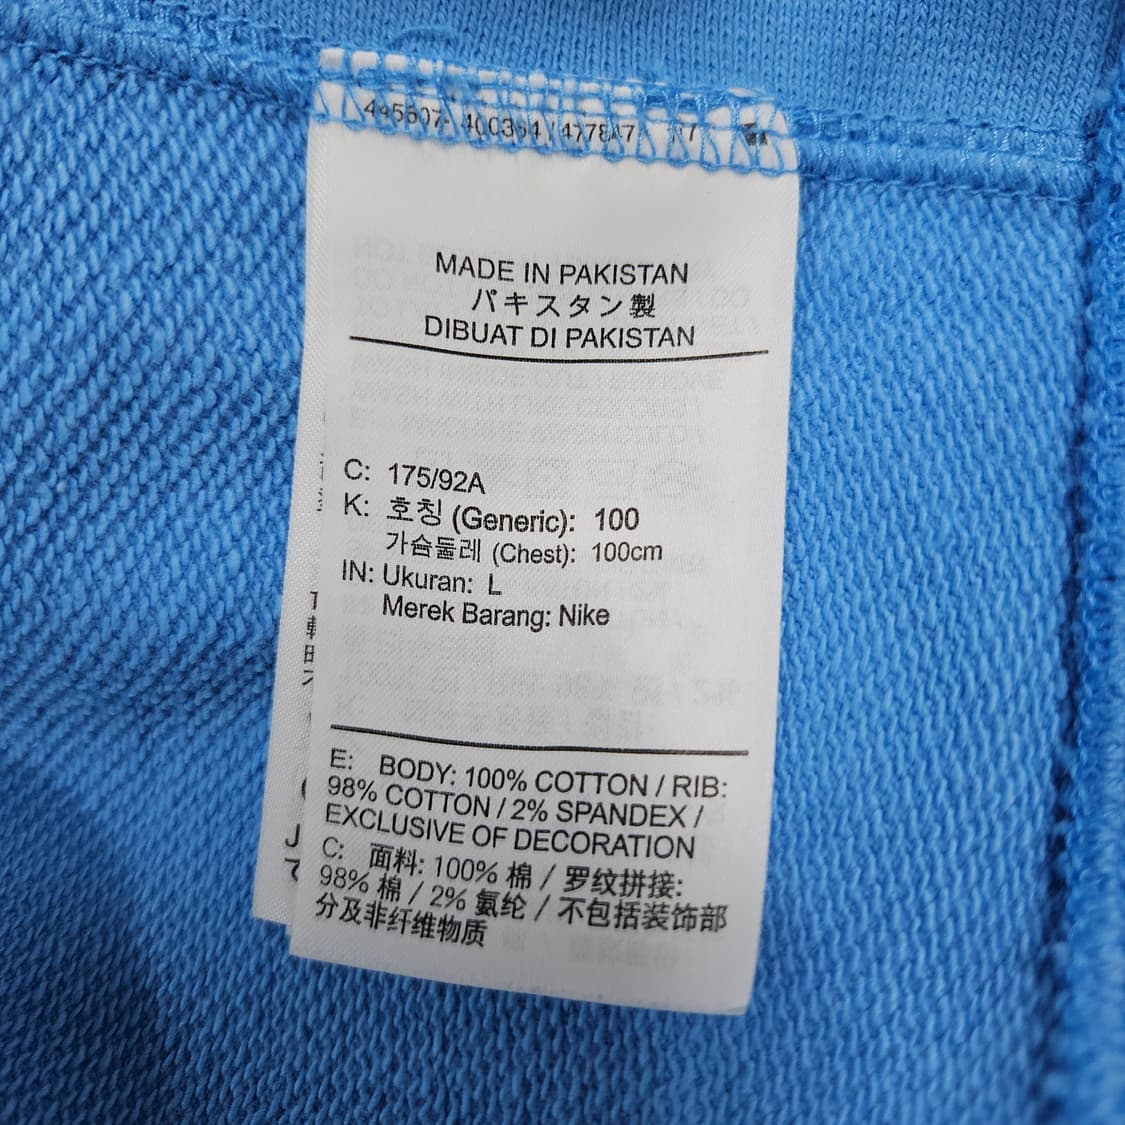 MADE IN PAKISTAN
パキスタン製
DIBUAT DI PAKISTAN
C: 175/92A
K: 호칭 (Generic): 100
가슴둘레 (Chest): 100cm
IN: Ukuran: L
Merek Barang: Nike
E: BODY: 100% COTTON / RIB:
98% COTTON / 2% SPANDEX /
EXCLUSIVE OF DECORATION
C: 面料: 100% 棉 / 罗纹拼接:
98% 棉 / 2% 氨纶 / 不包括装饰部
分及非纤维物质